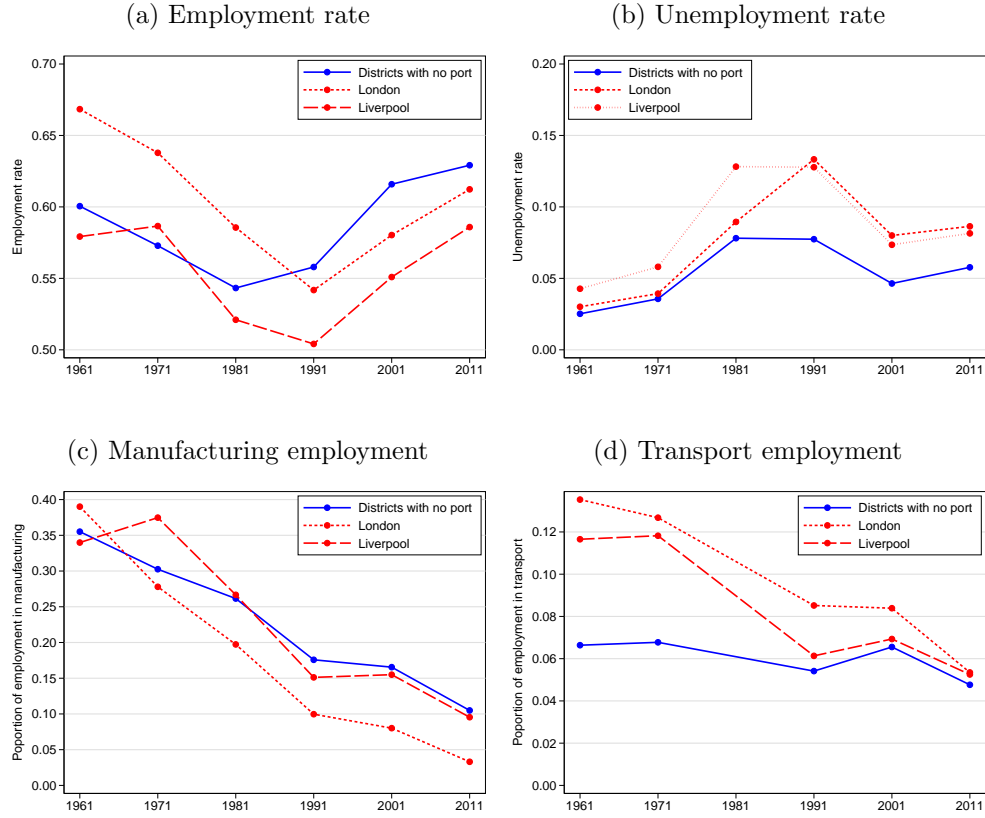 (a) Employment rate
0.70
0.65
0.60
0.55
0.50
Employment rate
Districts with no port
London
Liverpool
1961 1971 1981 1991 2001 2011
(b) Unemployment rate
0.20
0.15
0.10
0.05
0.00
Unemployment rate
Districts with no port
London
Liverpool
1961 1971 1981 1991 2001 2011
(c) Manufacturing employment
0.40
0.35
0.30
0.25
0.20
0.15
0.10
0.05
0.00
Poportion of employment in manufacturing
Districts with no port
London
Liverpool
1961 1971 1981 1991 2001 2011
(d) Transport employment
0.12
0.10
0.08
0.06
0.04
0.02
0.00
Poportion of employment in transport
Districts with no port
London
Liverpool
1961 1971 1981 1991 2001 2011